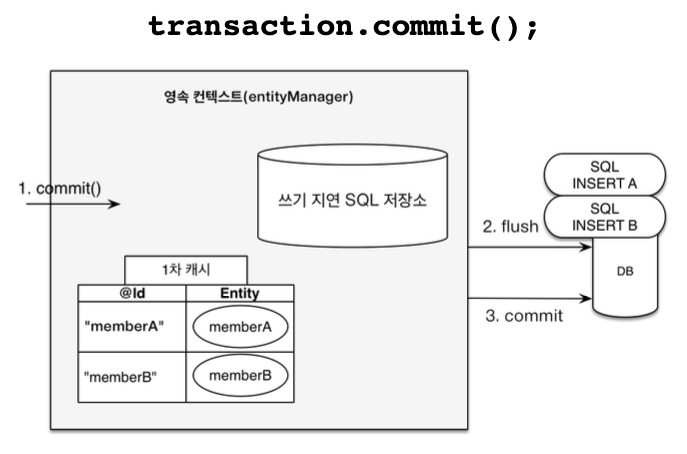 transaction.commit();
영속 컨텍스트(entityManager)
1. commit()
쓰기 지연 SQL 저장소
SQL
INSERT A
SQL
INSERT B
2. flush
DB
3. commit
1차 캐시
@Id Entity
"memberA" memberA
"memberB" memberB